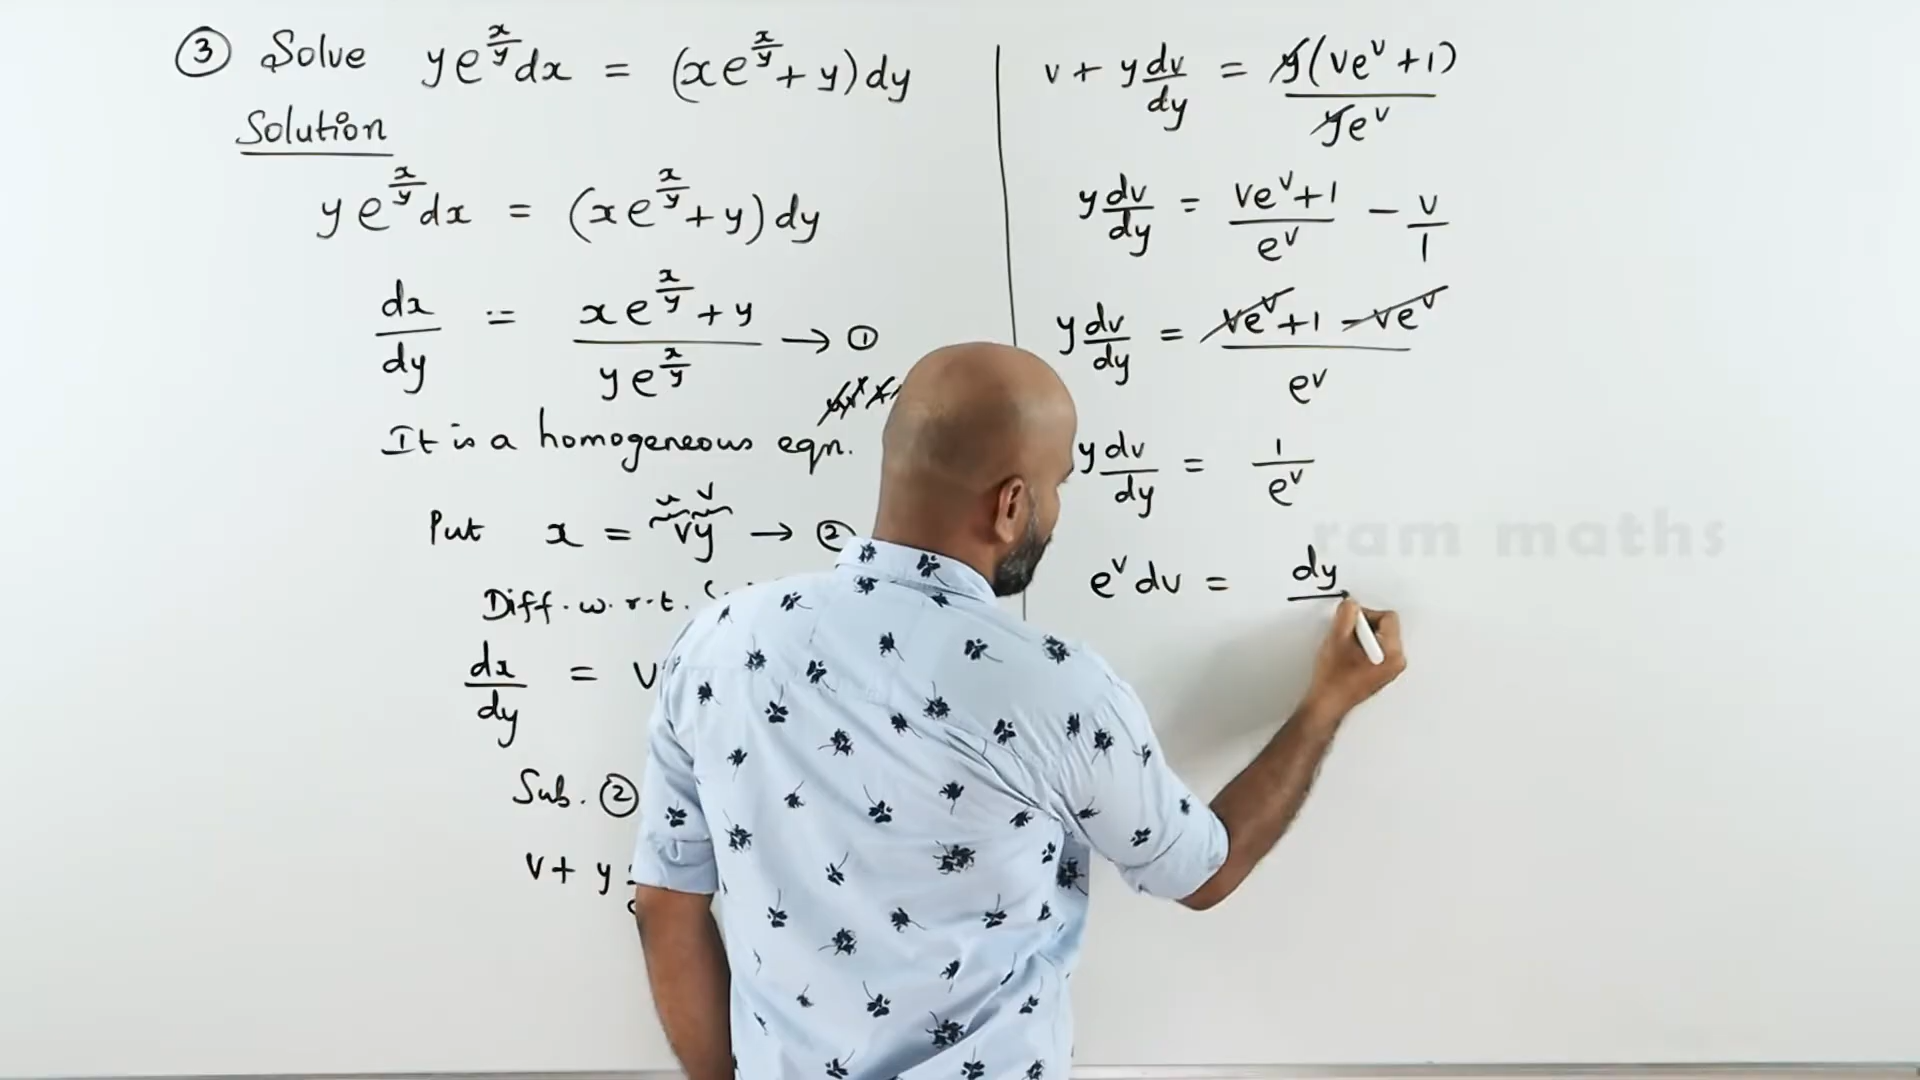 ③ Solve ye^{x/y} dx = (xe^{x/y} + y) dy
Solution
ye^{x/y} dx = (xe^{x/y} + y) dy
dx/dy = (xe^{x/y} + y)/(ye^{x/y}) → ①
It is a homogeneous eqn.
u v
Put x = vy → ②
Diff. w.r.t.
dx/dy = v
Sub. ②
v + y
v + y dv/dy = y(ve^v + 1)/(ye^v)
y dv/dy = (ve^v + 1)/e^v - v/1
y dv/dy = (ve^v + 1 - ve^v)/e^v
y dv/dy = 1/e^v
e^v dv = dy
ram maths